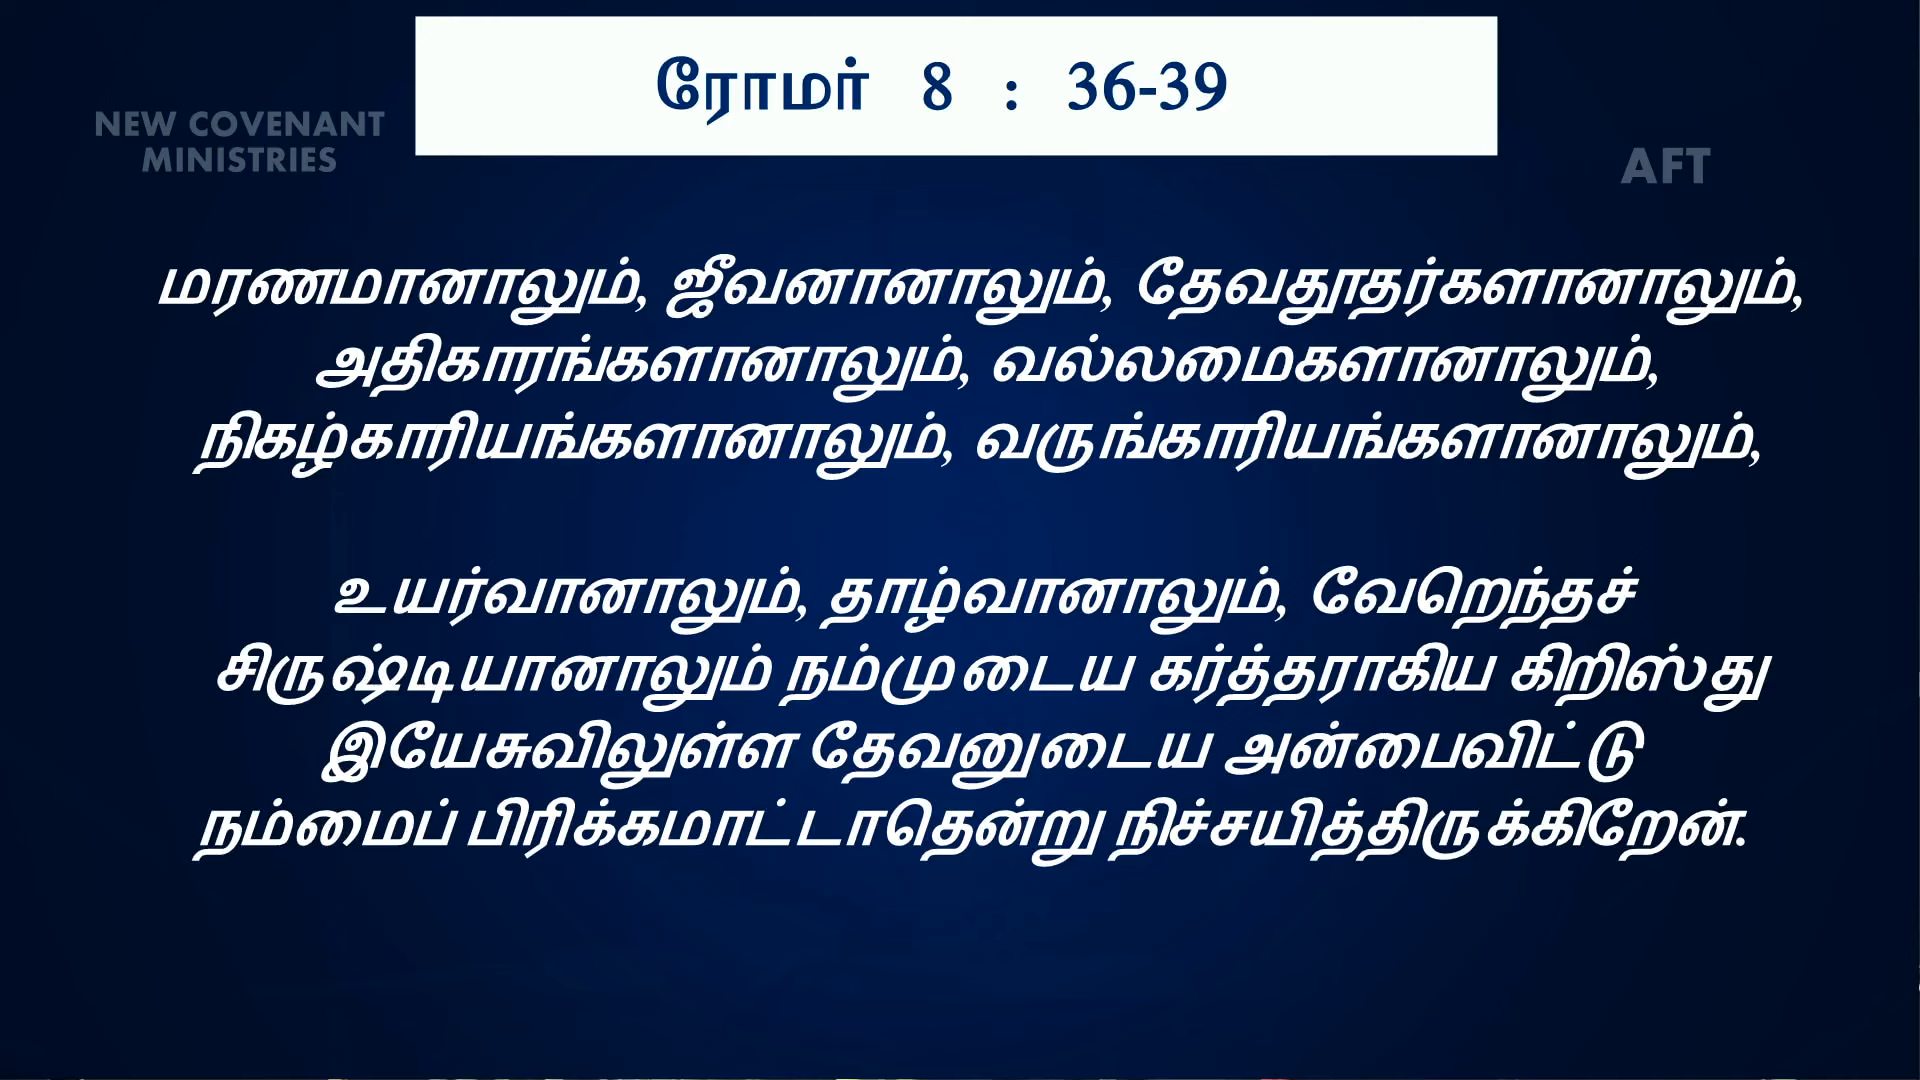 ரோமர் 8 : 36-39
NEW COVENANT
MINISTRIES
AFT
மரணமானாலும், ஜீவனானாலும், தேவதூதர்களானாலும்,
அதிகாரங்களானாலும், வல்லமைகளானாலும்,
நிகழ்காரியங்களானாலும், வருங்காரியங்களானாலும்,
உயர்வானாலும், தாழ்வானாலும், வேறெந்தச்
சிருஷ்டியானாலும் நம்முடைய கர்த்தராகிய கிறிஸ்து
இயேசுவிலுள்ள தேவனுடைய அன்பைவிட்டு
நம்மைப் பிரிக்கமாட்டாதென்று நிச்சயித்திருக்கிறேன்.